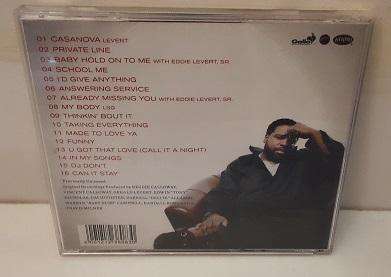 01 CASANOVA LEVERT
02 PRIVATE LINE
03 BABY HOLD ON TO ME WITH EDDIE LEVERT, SR.
04 SCHOOL ME
05 I'D GIVE ANYTHING
06 ANSWERING SERVICE
07 ALREADY MISSING YOU WITH EDDIE LEVERT, SR.
08 MY BODY LSG
09 THINKIN' BOUT IT
10 TAKING EVERYTHING
11 MADE TO LOVE YA
12 FUNNY
13 U GOT THAT LOVE (CALL IT A NIGHT)
14 IN MY SONGS
15 DJ DON'T
16 CAN IT STAY